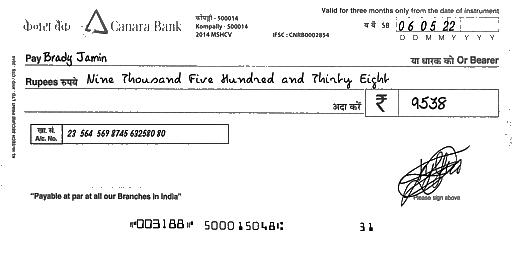 Valid for three months only from the date of instrument
केनरा बैंक Canara Bank
कोंपल्ली - 500014
Kompally - 500014
2014 MSHCV
IFSC : CNRB0002854
SB 06 05 22
D D M M Y Y Y Y
Pay Brady Jamin या धारक को Or Bearer
Rupees रुपये Nine Thousand Five Hundred and Thirty Eight
अदा करें ₹ 9538
खा. सं.
A/c. No. 23 564 569 8745 632580 80
Please sign above
"Payable at par at all our Branches in India"
⑈003188⑈ 500015048⑆ 31